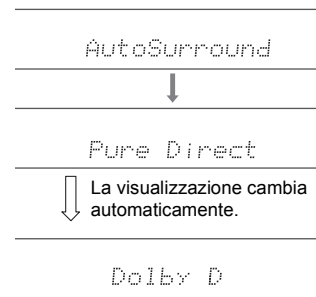 AutoSurround
Pure Direct
La visualizzazione cambia
automaticamente.
Dolby D